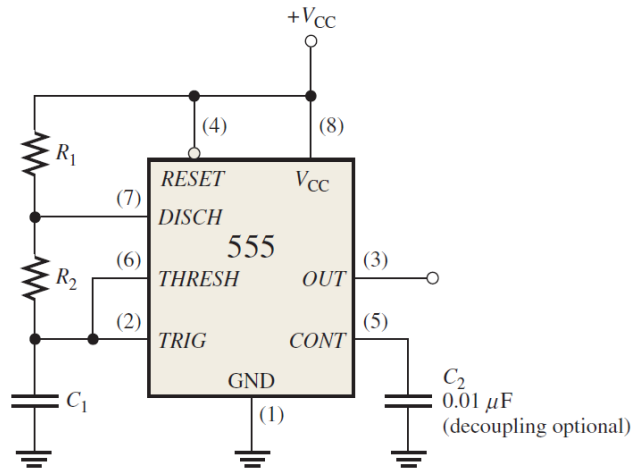 +VCC
(4)
(8)
R1
RESET
VCC
(7)
DISCH
555
(6)
(3)
R2
THRESH
OUT
(2)
(5)
TRIG
CONT
GND
C1
(1)
C2
0.01 μF
(decoupling optional)